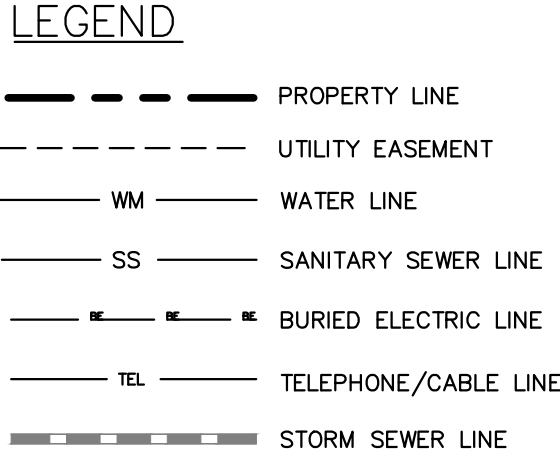 LEGEND
PROPERTY LINE
UTILITY EASEMENT
WM WATER LINE
SS SANITARY SEWER LINE
BE BE BE BURIED ELECTRIC LINE
TEL TELEPHONE/CABLE LINE
STORM SEWER LINE